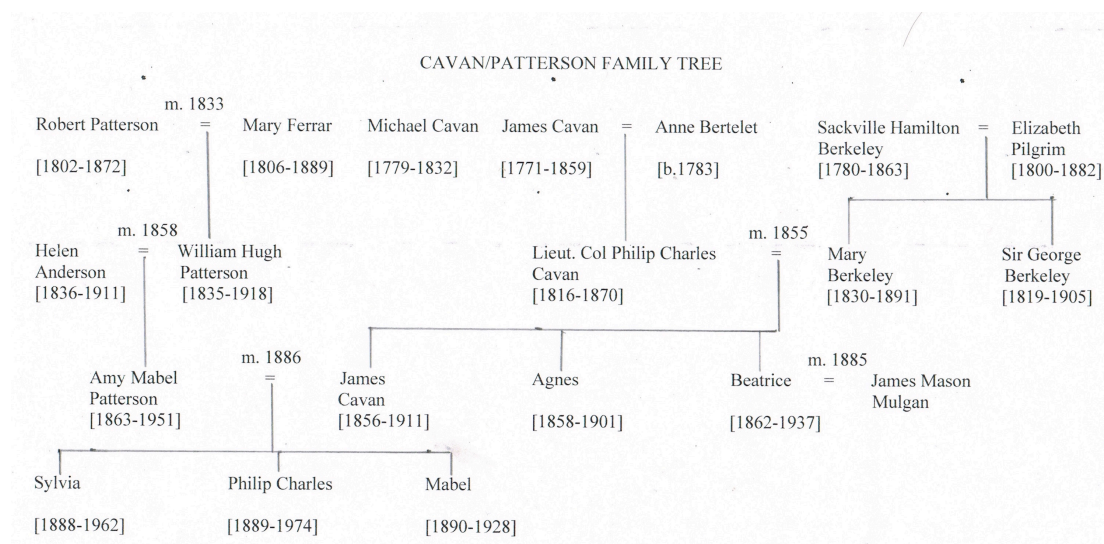 CAVAN/PATTERSON FAMILY TREE
m. 1833
Robert Patterson = Mary Ferrar Michael Cavan James Cavan = Anne Bertelet Sackville Hamilton = Elizabeth
Berkeley Pilgrim
[1802-1872] [1806-1889] [1779-1832] [1771-1859] [b.1783] [1780-1863] [1800-1882]
m. 1858 m. 1855
Helen = William Hugh Lieut. Col Philip Charles = Mary Sir George
Anderson Patterson Cavan Berkeley Berkeley
[1836-1911] [1835-1918] [1816-1870] [1830-1891] [1819-1905]
m. 1886 m. 1885
Amy Mabel = James Agnes Beatrice = James Mason
Patterson Cavan Mulgan
[1863-1951] [1856-1911] [1858-1901] [1862-1937]
Sylvia Philip Charles Mabel
[1888-1962] [1889-1974] [1890-1928]